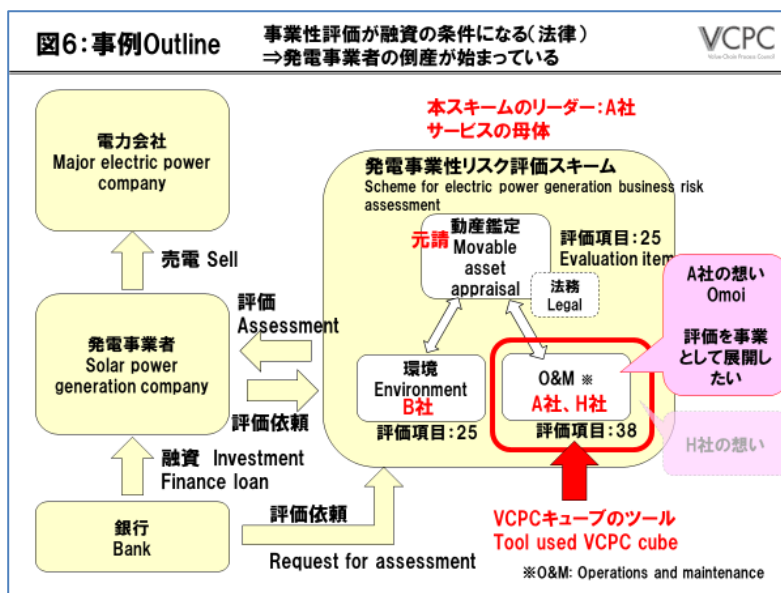 図6：事例Outline
事業性評価が融資の条件になる（法律）
⇒発電事業者の倒産が始まっている
VCPC
Value-Chain Process Council
本スキームのリーダー：A社
サービスの母体
電力会社
Major electric power
company
売電 Sell
発電事業者
Solar power
generation company
融資 Investment
Finance loan
銀行
Bank
評価
Assessment
評価依頼
評価依頼
Request for assessment
発電事業性リスク評価スキーム
Scheme for electric power generation business risk
assessment
元請
動産鑑定
Movable
asset
appraisal
評価項目：25
Evaluation item
法務
Legal
環境
Environment
B社
評価項目：25
O&M ※
A社、H社
評価項目：38
A社の想い
Omoi
評価を事業
として展開し
たい
H社の想い
VCPCキューブのツール
Tool used VCPC cube
※O&M: Operations and maintenance